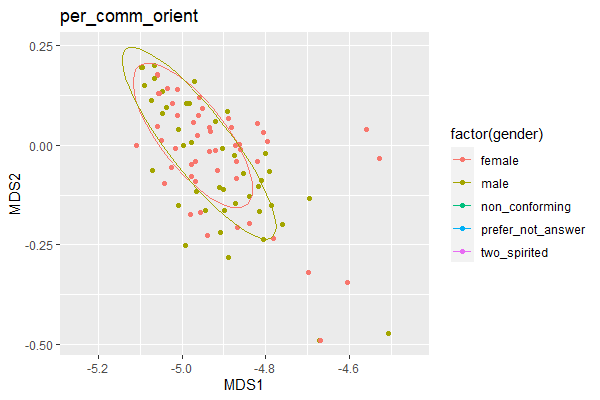 per_comm_orient
0.25
0.00
-0.25
-0.50
MDS2
-5.2 -5.0 -4.8 -4.6
MDS1
factor(gender)
female
male
non_conforming
prefer_not_answer
two_spirited